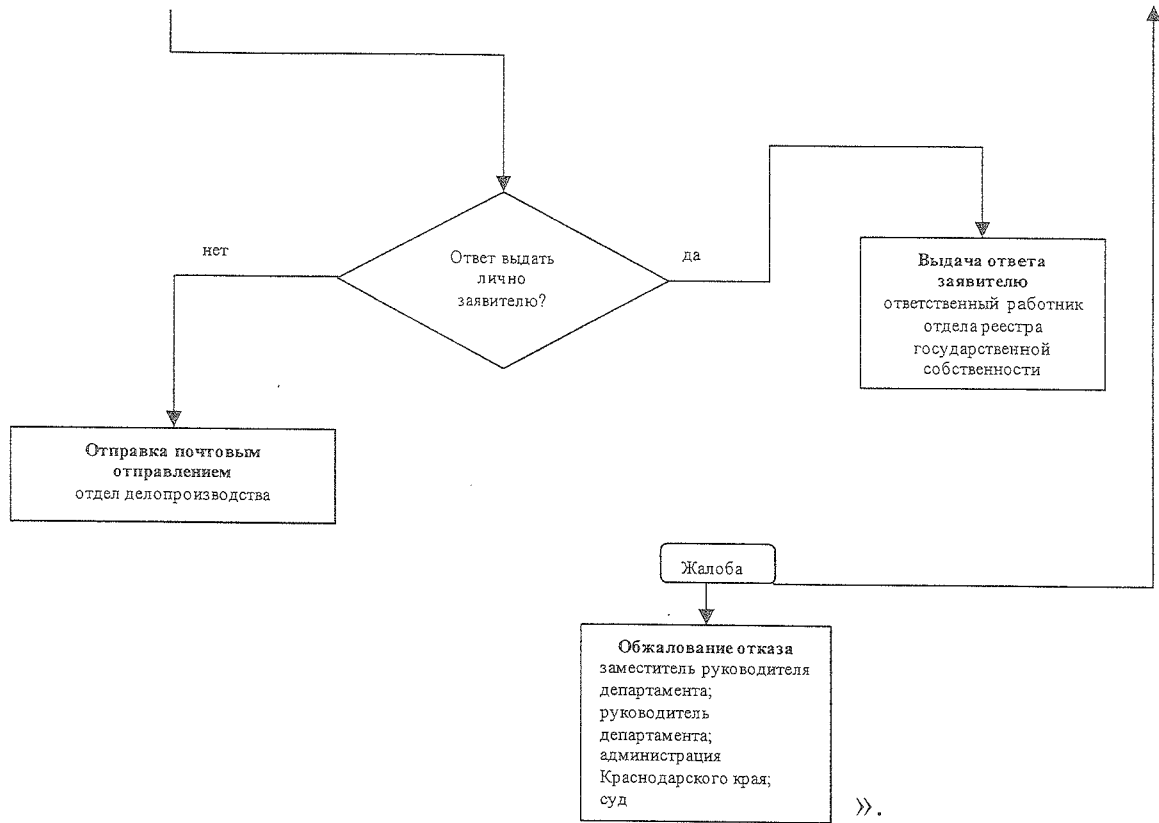 нет
Ответ выдать
лично
заявителю?
да
Выдача ответа
заявителю
ответственный работник
отдела реестра
государственной
собственности
Отправка почтовым
отправлением
отдел делопроизводства
Жалоба
Обжалование отказа
заместитель руководителя
департамента;
руководитель
департамента;
администрация
Краснодарского края;
суд
».